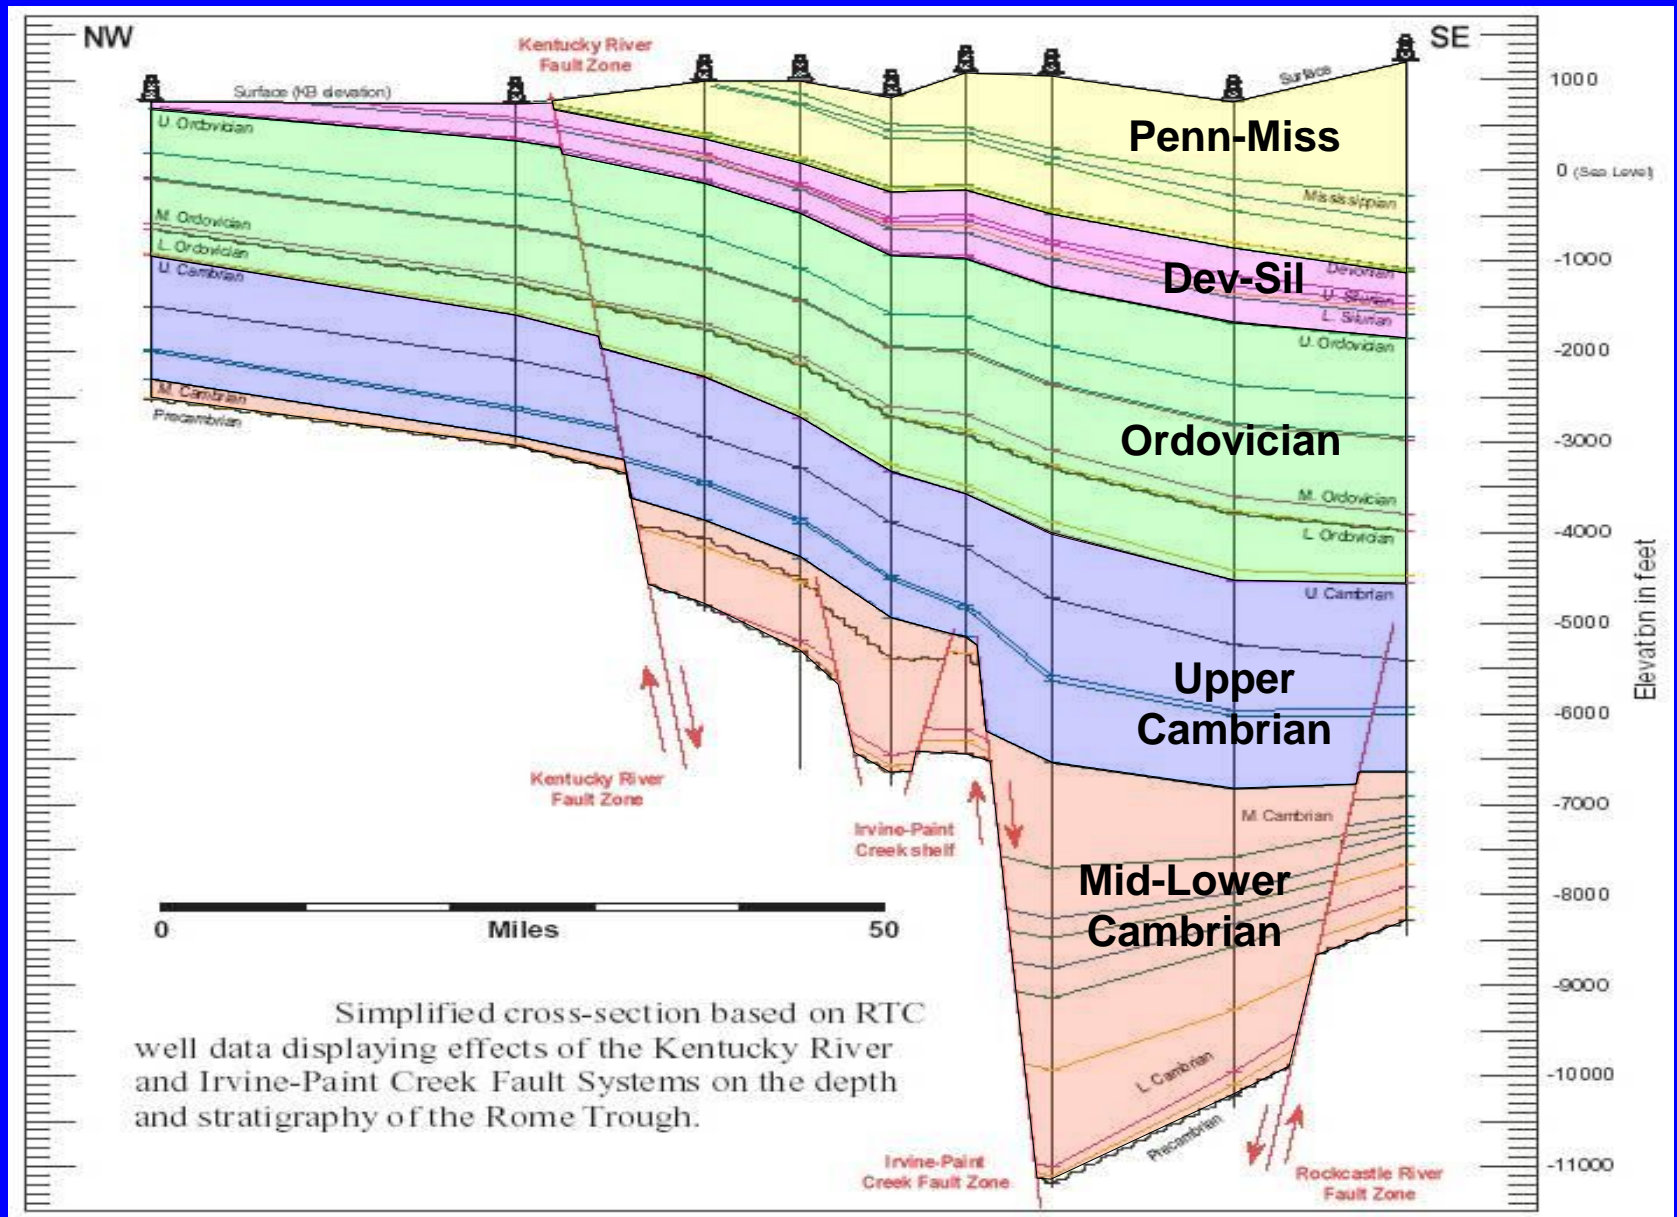 NW
SE
Kentucky River
Fault Zone
Surface (KB elevation)
Surface
1000
0 (Sea Level)
-1000
-2000
-3000
-4000
-5000
-6000
-7000
-8000
-9000
-10000
-11000
Elevation in feet
U. Ordovician
M. Ordovician
L. Ordovician
U. Cambrian
M. Cambrian
Precambrian
Penn-Miss
Mississippian
Devonian
Dev-Sil
U. Silurian
L. Silurian
U. Ordovician
Ordovician
M. Ordovician
L. Ordovician
U. Cambrian
Upper
Cambrian
M. Cambrian
Mid-Lower
Cambrian
L. Cambrian
Precambrian
Kentucky River
Fault Zone
Irvine-Paint
Creek shelf
0
Miles
50
Simplified cross-section based on RTC
well data displaying effects of the Kentucky River
and Irvine-Paint Creek Fault Systems on the depth
and stratigraphy of the Rome Trough.
Irvine-Paint
Creek Fault Zone
Rockcastle River
Fault Zone